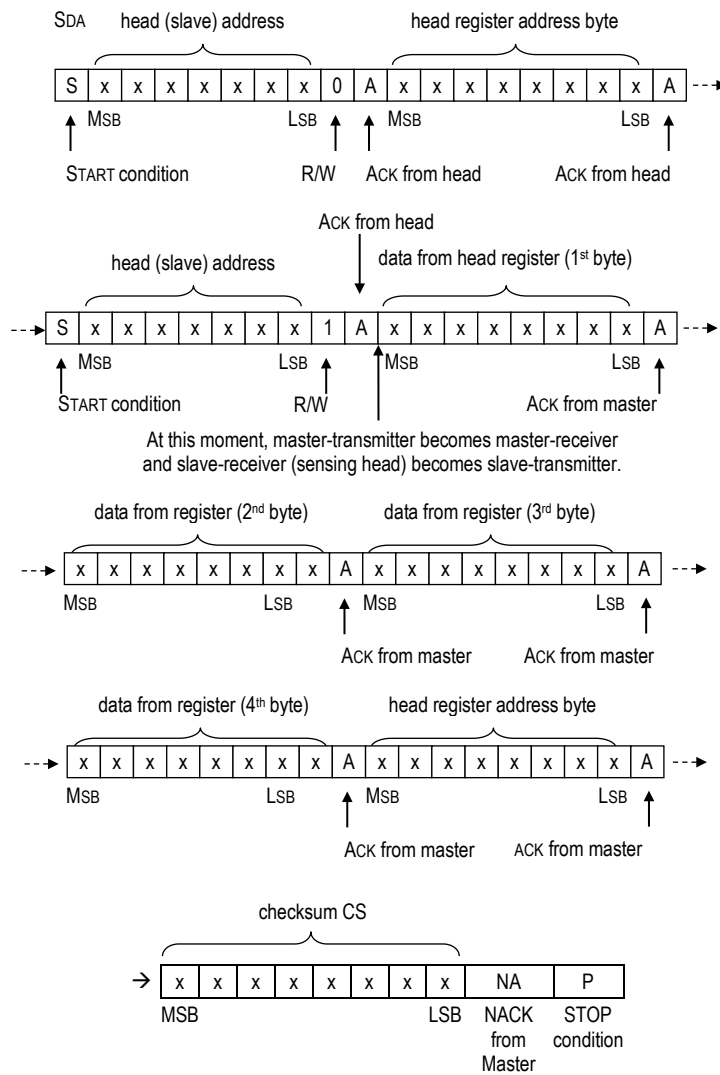 SDA head (slave) address head register address byte
S x x x x x x x 0 A x x x x x x x x A
MSB LSB MSB LSB
START condition R/W ACK from head ACK from head
ACK from head
head (slave) address data from head register (1st byte)
S x x x x x x x 1 A x x x x x x x x A
MSB LSB MSB LSB
START condition R/W ACK from master
At this moment, master-transmitter becomes master-receiver
and slave-receiver (sensing head) becomes slave-transmitter.
data from register (2nd byte) data from register (3rd byte)
x x x x x x x x A x x x x x x x x A
MSB LSB MSB LSB
ACK from master ACK from master
data from register (4th byte) head register address byte
x x x x x x x x A x x x x x x x x A
MSB LSB MSB LSB
ACK from master ACK from master
checksum CS
→ x x x x x x x x NA P
MSB LSB NACK STOP
from condition
Master